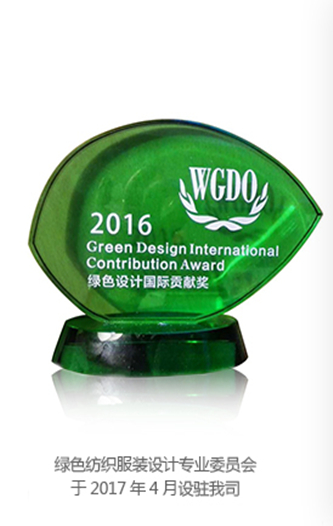 WGDO
2016
Green Design International
Contribution Award
绿色设计国际贡献奖
绿色纺织服装设计专业委员会
于 2017 年 4 月设驻我司